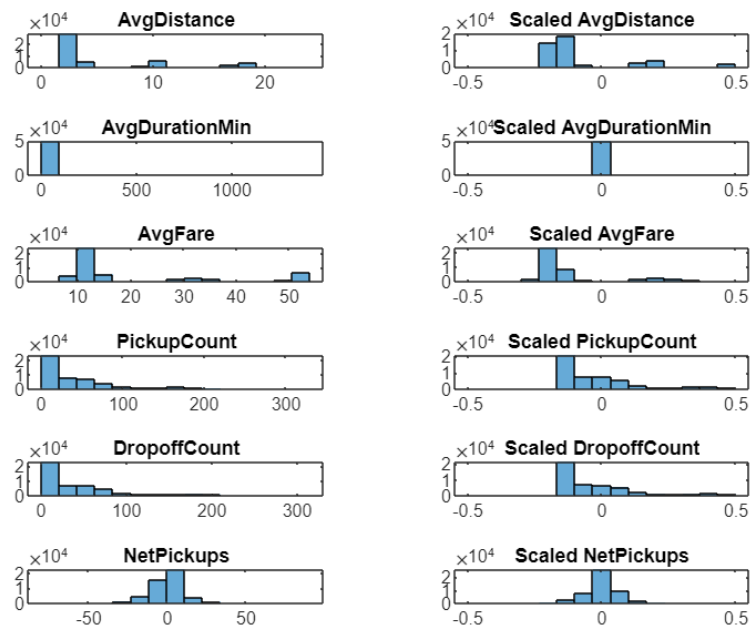 ×10⁴ AvgDistance
2
1
0
0 10 20
×10⁴ Scaled AvgDistance
2
1
0
-0.5 0 0.5
×10⁴ AvgDurationMin
5
0
0 500 1000
×10⁴ Scaled AvgDurationMin
5
0
-0.5 0 0.5
×10⁴ AvgFare
2
1
0
10 20 30 40 50
×10⁴ Scaled AvgFare
2
1
0
-0.5 0 0.5
×10⁴ PickupCount
2
1
0
0 100 200 300
×10⁴ Scaled PickupCount
2
1
0
-0.5 0 0.5
×10⁴ DropoffCount
2
1
0
0 100 200 300
×10⁴ Scaled DropoffCount
2
1
0
-0.5 0 0.5
×10⁴ NetPickups
2
1
0
-50 0 50
×10⁴ Scaled NetPickups
2
1
0
-0.5 0 0.5